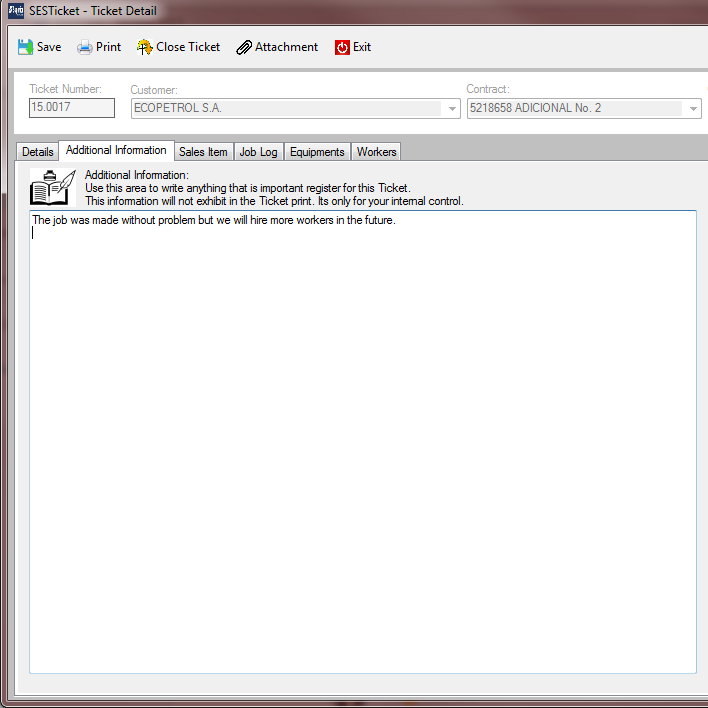 SESTicket - Ticket Detail
Save Print Close Ticket Attachment Exit
Ticket Number: Customer: Contract:
15.0017 ECOPETROL S.A. 5218658 ADICIONAL No. 2
Details Additional Information Sales Item Job Log Equipments Workers
Additional Information:
Use this area to write anything that is important register for this Ticket.
This information will not exhibit in the Ticket print. Its only for your internal control.
The job was made without problem but we will hire more workers in the future.